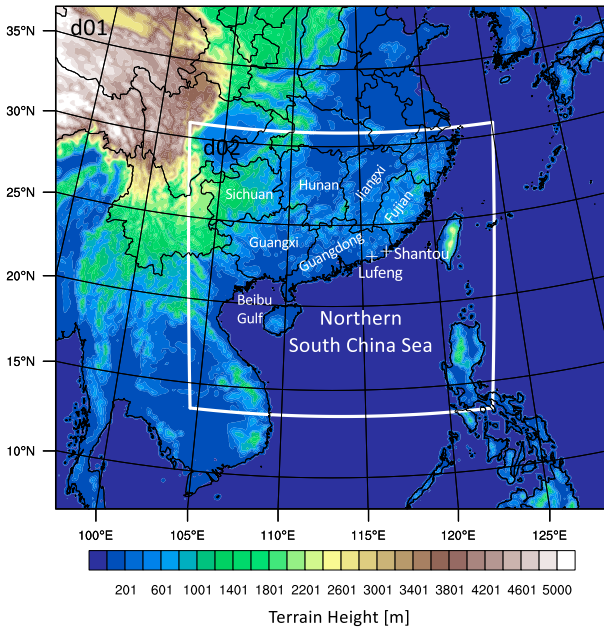 35°N
d01
30°N
d02
25°N
Sichuan
Hunan
Jiangxi
Fujian
Guangxi
Guangdong
Shantou
Lufeng
20°N
Beibu
Gulf
Northern
South China Sea
15°N
10°N
100°E 105°E 110°E 115°E 120°E 125°E
201 601 1001 1401 1801 2201 2601 3001 3401 3801 4201 4601 5000
Terrain Height [m]